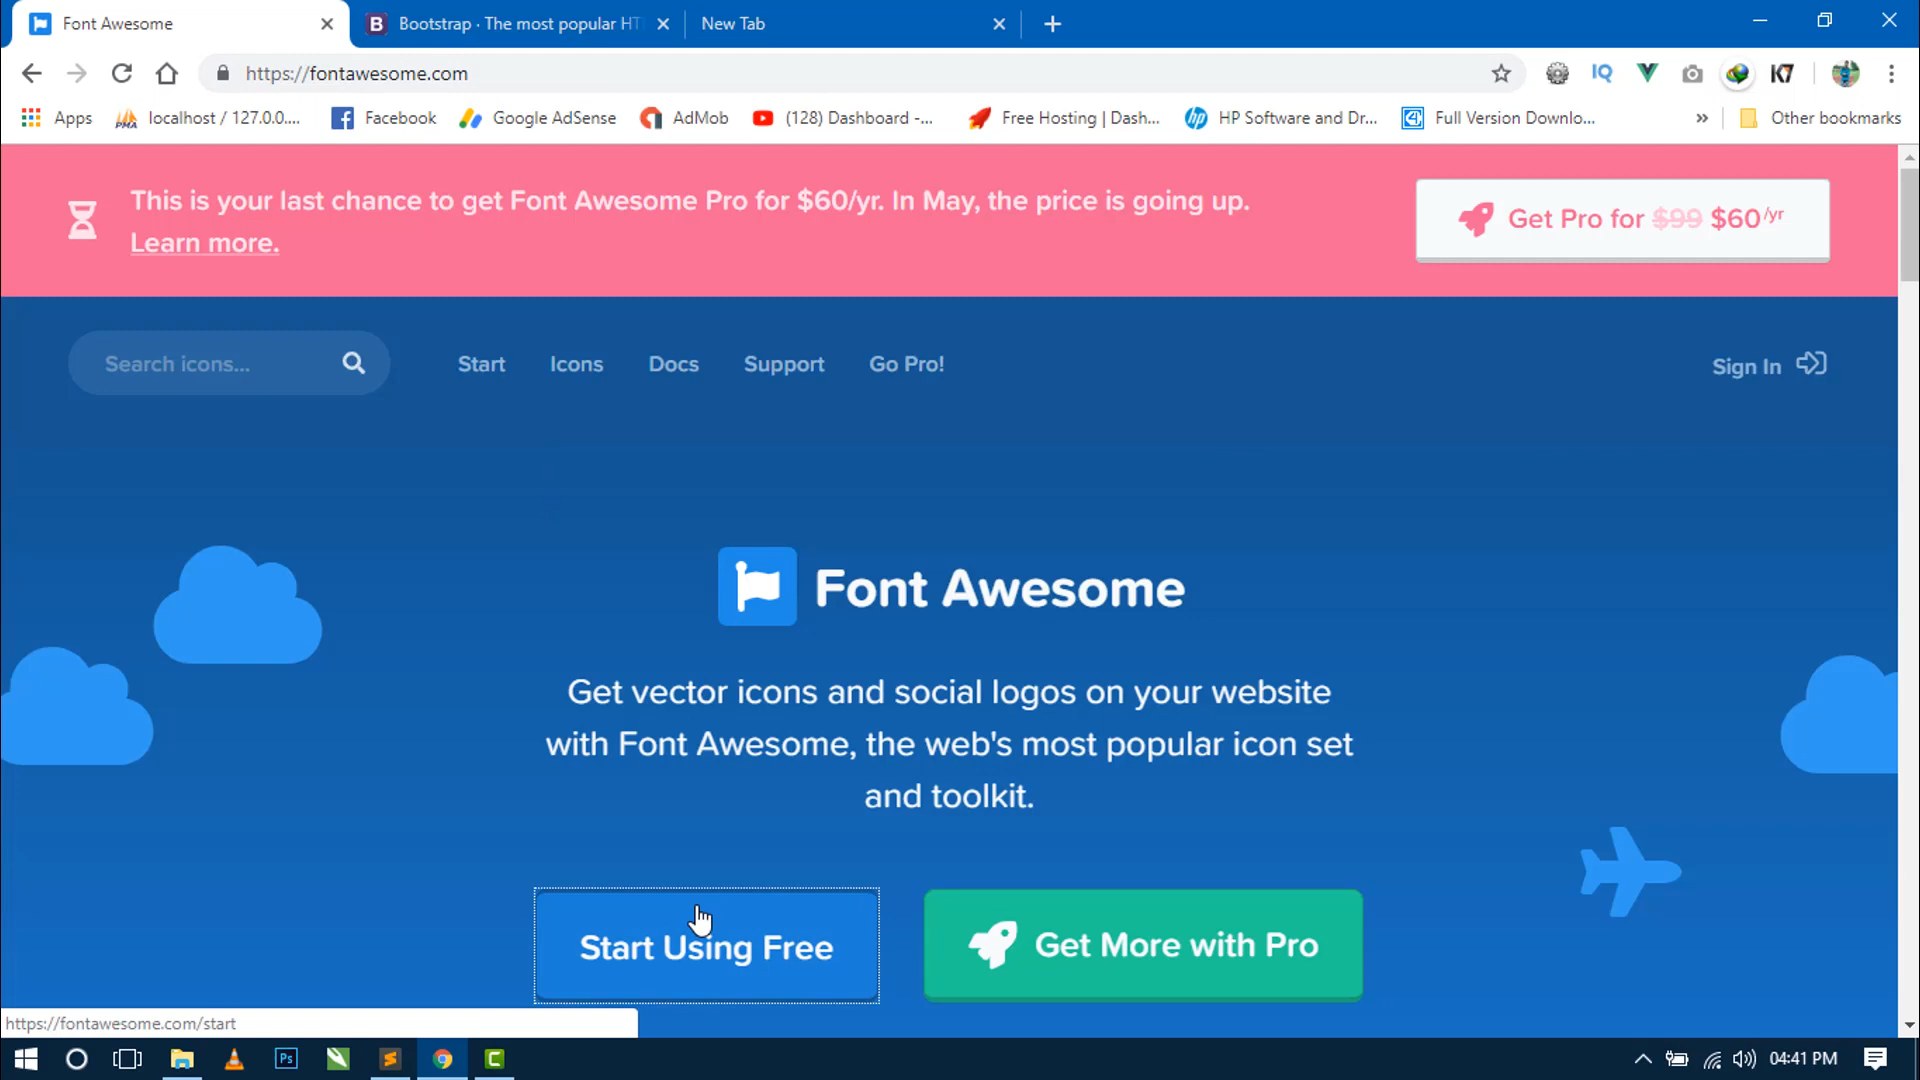 Font Awesome
Bootstrap · The most popular HT
New Tab
https://fontawesome.com
IQ
K7
Apps
localhost / 127.0.0....
Facebook
Google AdSense
AdMob
(128) Dashboard -...
Free Hosting | Dash...
HP Software and Dr...
Full Version Downlo...
»
Other bookmarks
This is your last chance to get Font Awesome Pro for $60/yr. In May, the price is going up.
Learn more.
Get Pro for $99 $60/yr
Search icons...
Start
Icons
Docs
Support
Go Pro!
Sign In
Font Awesome
Get vector icons and social logos on your website
with Font Awesome, the web's most popular icon set
and toolkit.
Start Using Free
Get More with Pro
https://fontawesome.com/start
Ps
04:41 PM